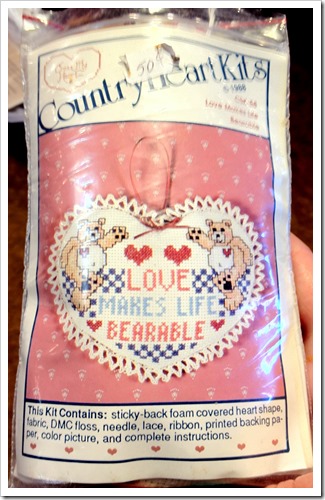 50¢
Country Heart Kits
© 1986
Love Makes Life
Bearable
LOVE
MAKES LIFE
BEARABLE
This Kit Contains: sticky-back foam covered heart shape,
fabric, DMC floss, needle, lace, ribbon, printed backing pa-
per, color picture, and complete instructions.